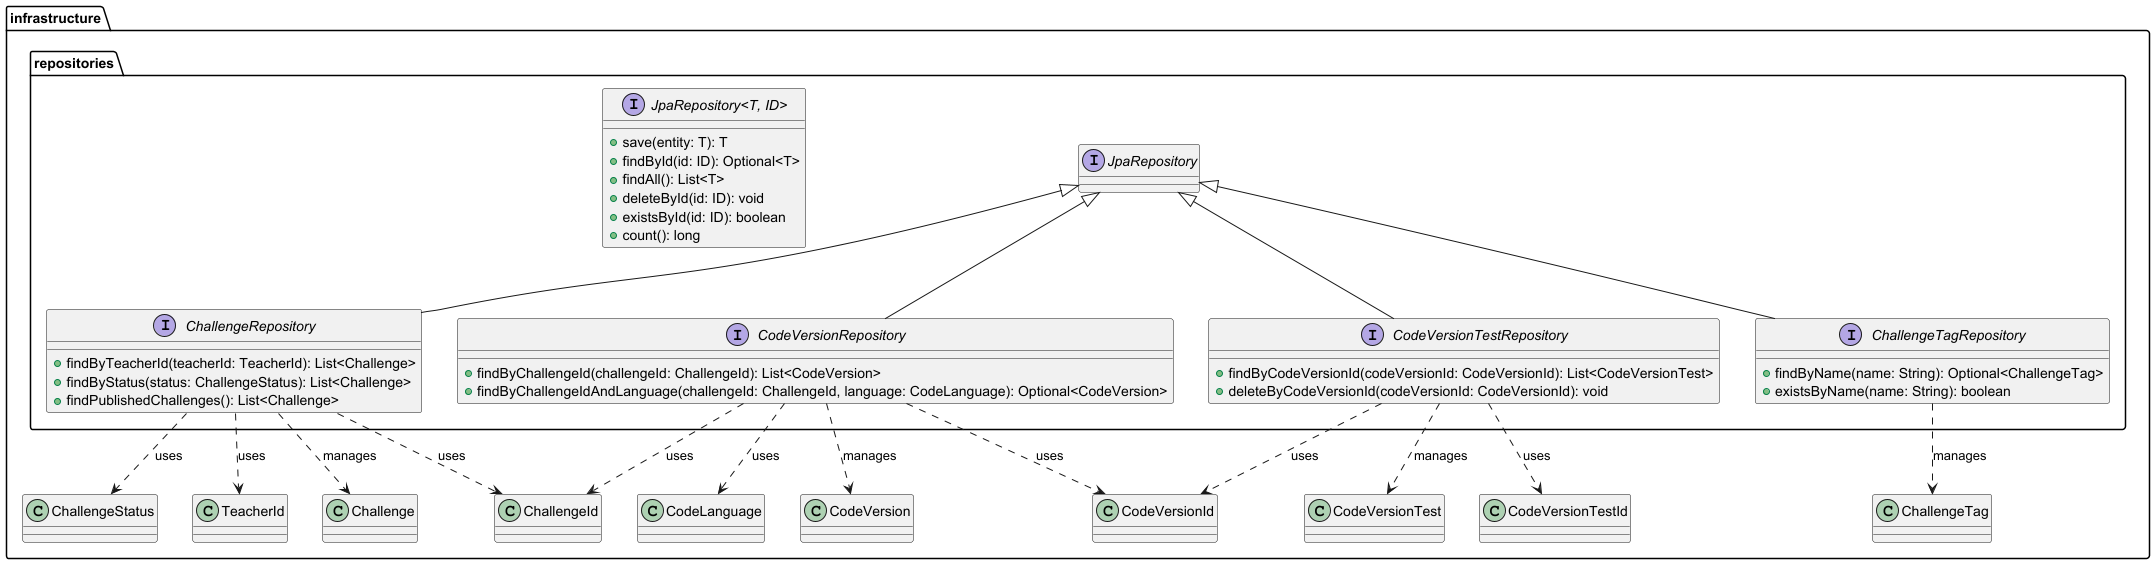 infrastructure
repositories
I JpaRepository<T, ID>
save(entity: T): T
findById(id: ID): Optional<T>
findAll(): List<T>
deleteById(id: ID): void
existsById(id: ID): boolean
count(): long
I JpaRepository
I ChallengeRepository
findByTeacherId(teacherId: TeacherId): List<Challenge>
findByStatus(status: ChallengeStatus): List<Challenge>
findPublishedChallenges(): List<Challenge>
I CodeVersionRepository
findByChallengeId(challengeId: ChallengeId): List<CodeVersion>
findByChallengeIdAndLanguage(challengeId: ChallengeId, language: CodeLanguage): Optional<CodeVersion>
I CodeVersionTestRepository
findByCodeVersionId(codeVersionId: CodeVersionId): List<CodeVersionTest>
deleteByCodeVersionId(codeVersionId: CodeVersionId): void
I ChallengeTagRepository
findByName(name: String): Optional<ChallengeTag>
existsByName(name: String): boolean
uses
uses
manages
uses
uses
uses
manages
uses
uses
manages
uses
manages
C ChallengeStatus
C TeacherId
C Challenge
C ChallengeId
C CodeLanguage
C CodeVersion
C CodeVersionId
C CodeVersionTest
C CodeVersionTestId
C ChallengeTag